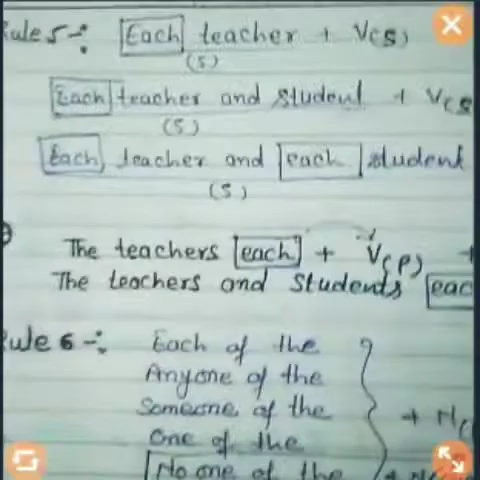 Rule 5 -: Each teacher + V(S)
(S)
Each teacher and student + V(S
(S)
Each teacher and each student
(S)
The teachers each + V(P) +
The teachers and students eac
Rule 6 -: Each of the
Anyone of the
Someone of the
One of the
+ N(
No one of the